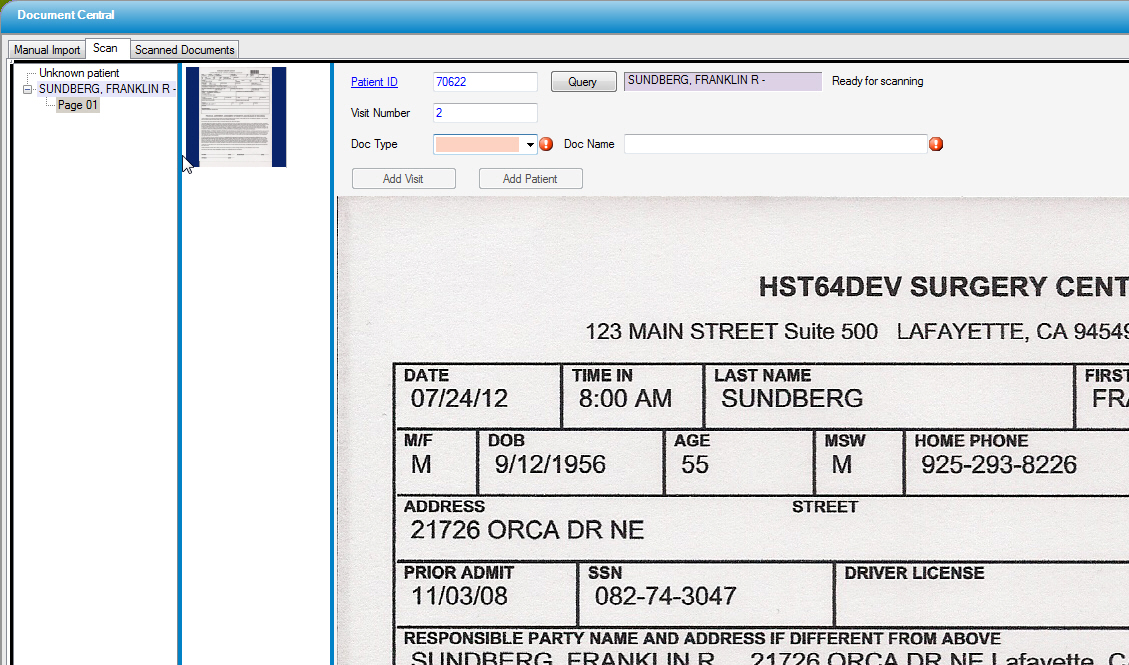 Document Central
Manual Import Scan Scanned Documents
Unknown patient
SUNDBERG, FRANKLIN R -
Page 01
Patient ID 70622 Query SUNDBERG, FRANKLIN R - Ready for scanning
Visit Number 2
Doc Type Doc Name
Add Visit Add Patient
HST64DEV SURGERY CENT
123 MAIN STREET Suite 500 LAFAYETTE, CA 94549
DATE TIME IN LAST NAME FIRST
07/24/12 8:00 AM SUNDBERG FRA
M/F DOB AGE MSW HOME PHONE
M 9/12/1956 55 M 925-293-8226
ADDRESS STREET
21726 ORCA DR NE
PRIOR ADMIT SSN DRIVER LICENSE
11/03/08 082-74-3047
RESPONSIBLE PARTY NAME AND ADDRESS IF DIFFERENT FROM ABOVE
SUNDBERG, FRANKLIN R 21726 ORCA DR NE Lafayette, C